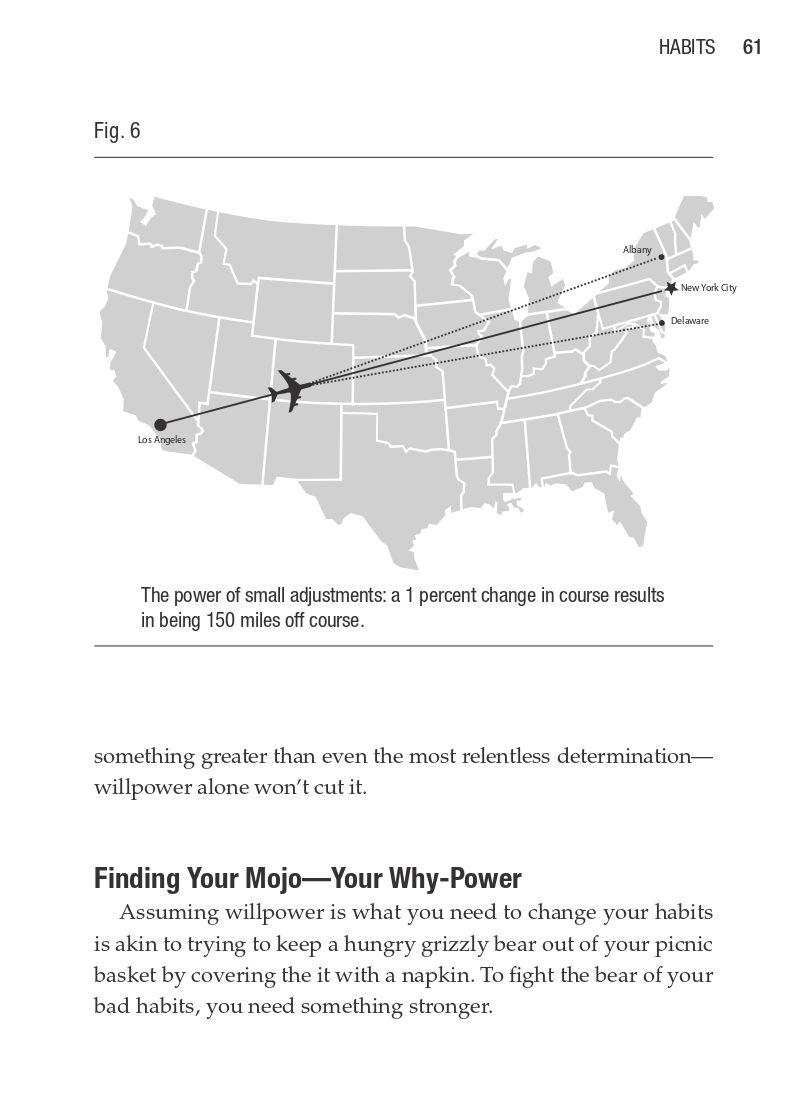 HABITS 61
Fig. 6
Albany
New York City
Delaware
Los Angeles
The power of small adjustments: a 1 percent change in course results
in being 150 miles off course.
something greater than even the most relentless determination—
willpower alone won’t cut it.
Finding Your Mojo—Your Why-Power
Assuming willpower is what you need to change your habits
is akin to trying to keep a hungry grizzly bear out of your picnic
basket by covering the it with a napkin. To fight the bear of your
bad habits, you need something stronger.